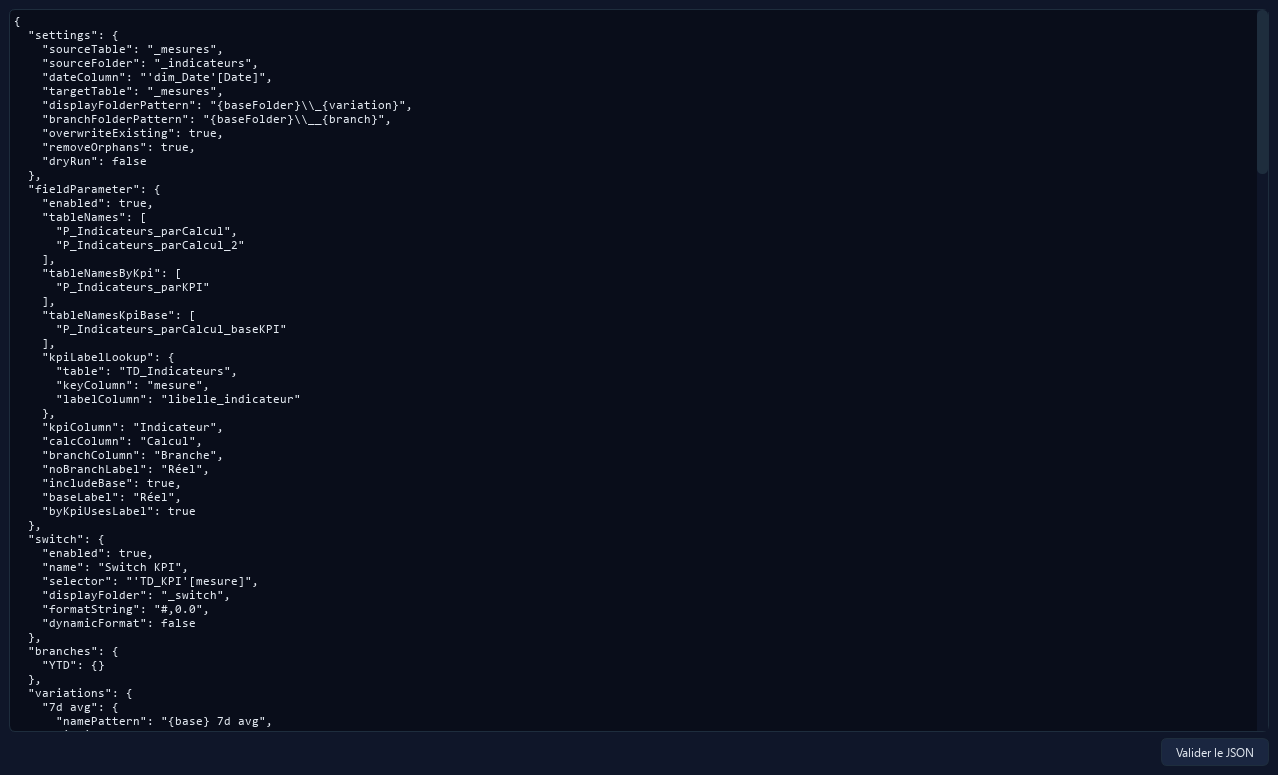 {
  "settings": {
    "sourceTable": "_mesures",
    "sourceFolder": "_indicateurs",
    "dateColumn": "'dim_Date'[Date]",
    "targetTable": "_mesures",
    "displayFolderPattern": "{baseFolder}\\_{variation}",
    "branchFolderPattern": "{baseFolder}\\__{branch}",
    "overwriteExisting": true,
    "removeOrphans": true,
    "dryRun": false
  },
  "fieldParameter": {
    "enabled": true,
    "tableNames": [
      "P_Indicateurs_parCalcul",
      "P_Indicateurs_parCalcul_2"
    ],
    "tableNamesByKpi": [
      "P_Indicateurs_parKPI"
    ],
    "tableNamesKpiBase": [
      "P_Indicateurs_parCalcul_baseKPI"
    ],
    "kpiLabelLookup": {
      "table": "TD_Indicateurs",
      "keyColumn": "mesure",
      "labelColumn": "libelle_indicateur"
    },
    "kpiColumn": "Indicateur",
    "calcColumn": "Calcul",
    "branchColumn": "Branche",
    "noBranchLabel": "Réel",
    "includeBase": true,
    "baseLabel": "Réel",
    "byKpiUsesLabel": true
  },
  "switch": {
    "enabled": true,
    "name": "Switch KPI",
    "selector": "'TD_KPI'[mesure]",
    "displayFolder": "_switch",
    "formatString": "#,0.0",
    "dynamicFormat": false
  },
  "branches": {
    "YTD": {}
  },
  "variations": {
    "7d avg": {
      "namePattern": "{base} 7d avg",
Valider le JSON